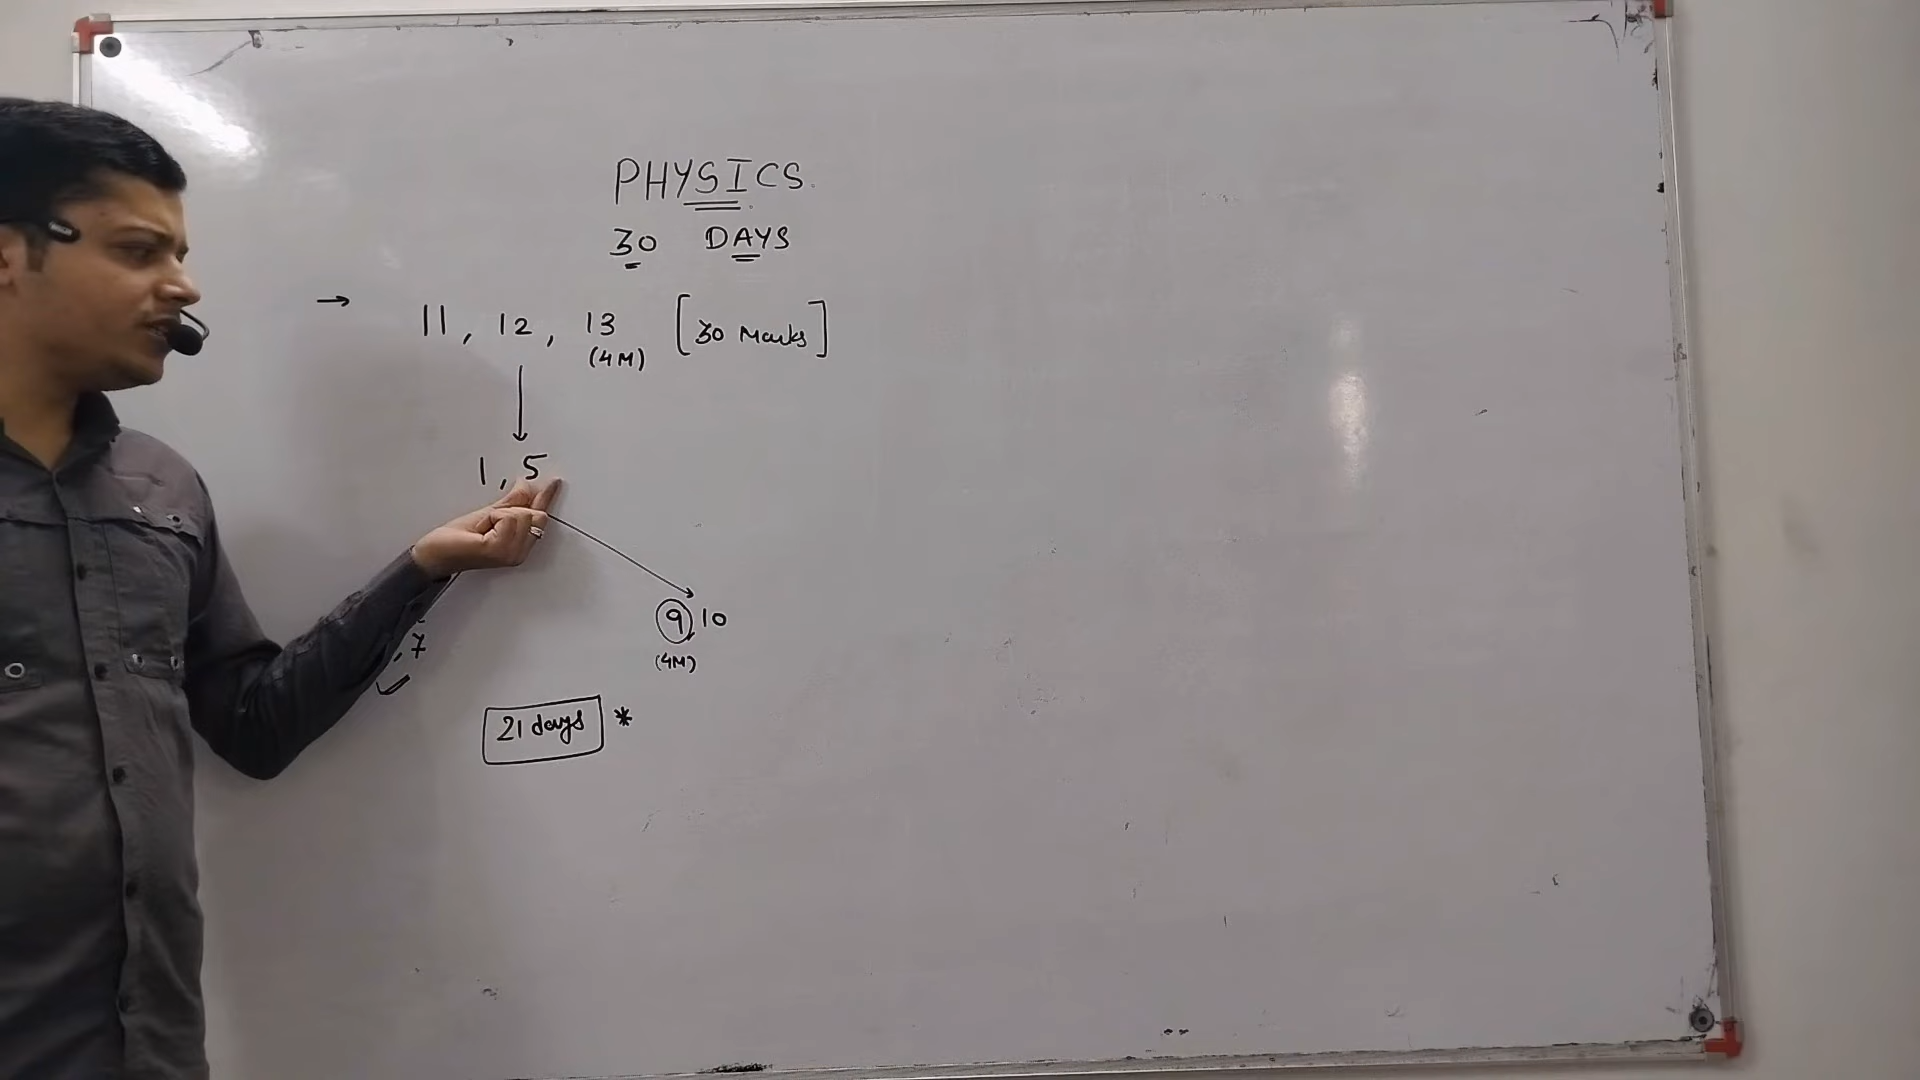 PHYSICS.
30 DAYS
→ 11, 12, 13 [30 Marks]
(4M)
1, 5
9, 10
, 7
(4M)
21 days *